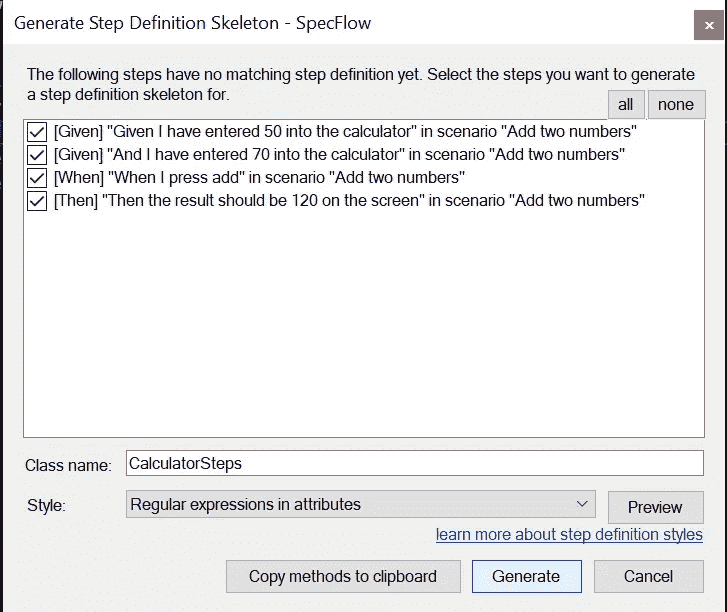 Generate Step Definition Skeleton - SpecFlow
The following steps have no matching step definition yet. Select the steps you want to generate
a step definition skeleton for.
all none
[Given] "Given I have entered 50 into the calculator" in scenario "Add two numbers"
[Given] "And I have entered 70 into the calculator" in scenario "Add two numbers"
[When] "When I press add" in scenario "Add two numbers"
[Then] "Then the result should be 120 on the screen" in scenario "Add two numbers"
Class name: CalculatorSteps
Style: Regular expressions in attributes Preview
learn more about step definition styles
Copy methods to clipboard Generate Cancel